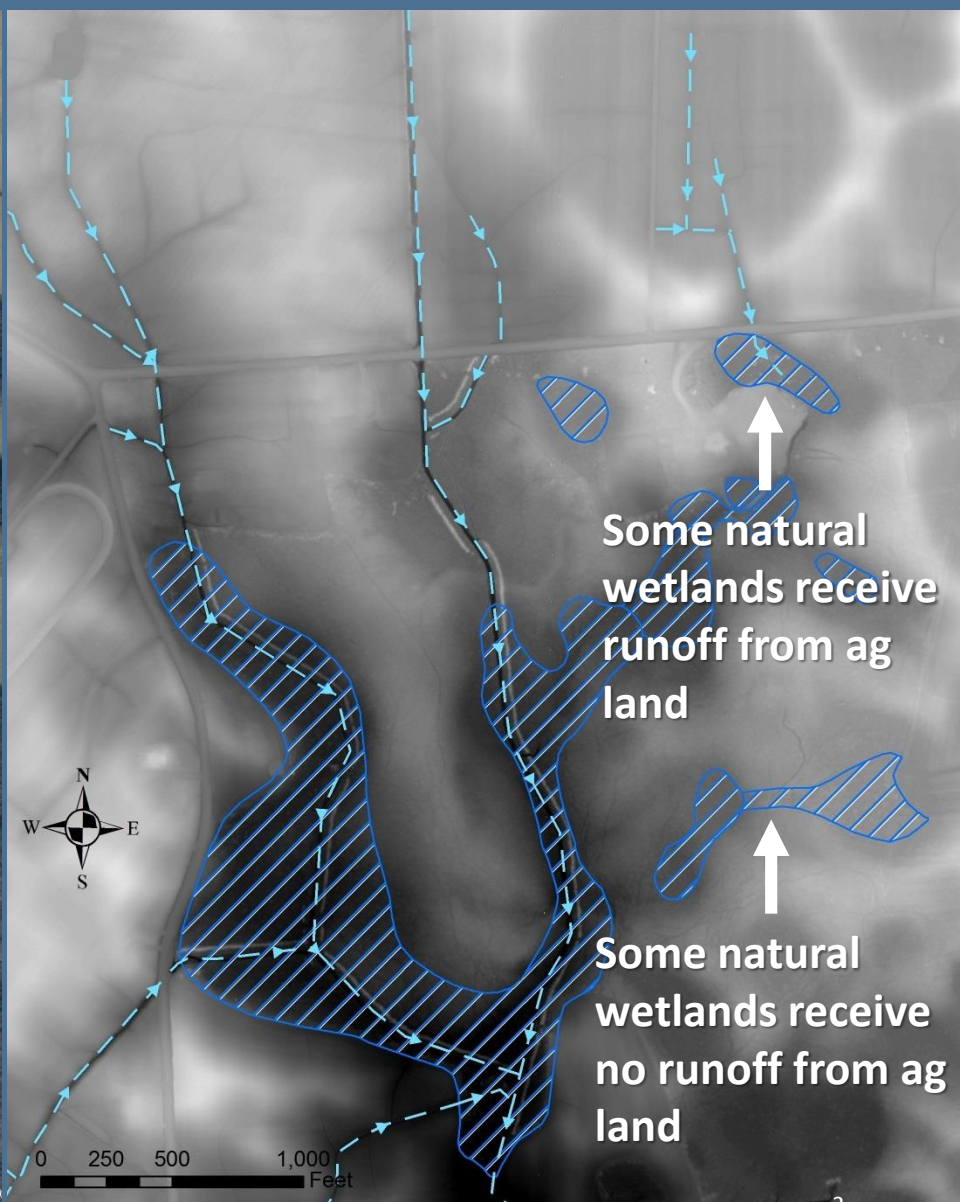 Some natural
wetlands receive
runoff from ag
land
N
W E
S
Some natural
wetlands receive
no runoff from ag
land
0 250 500 1,000
Feet